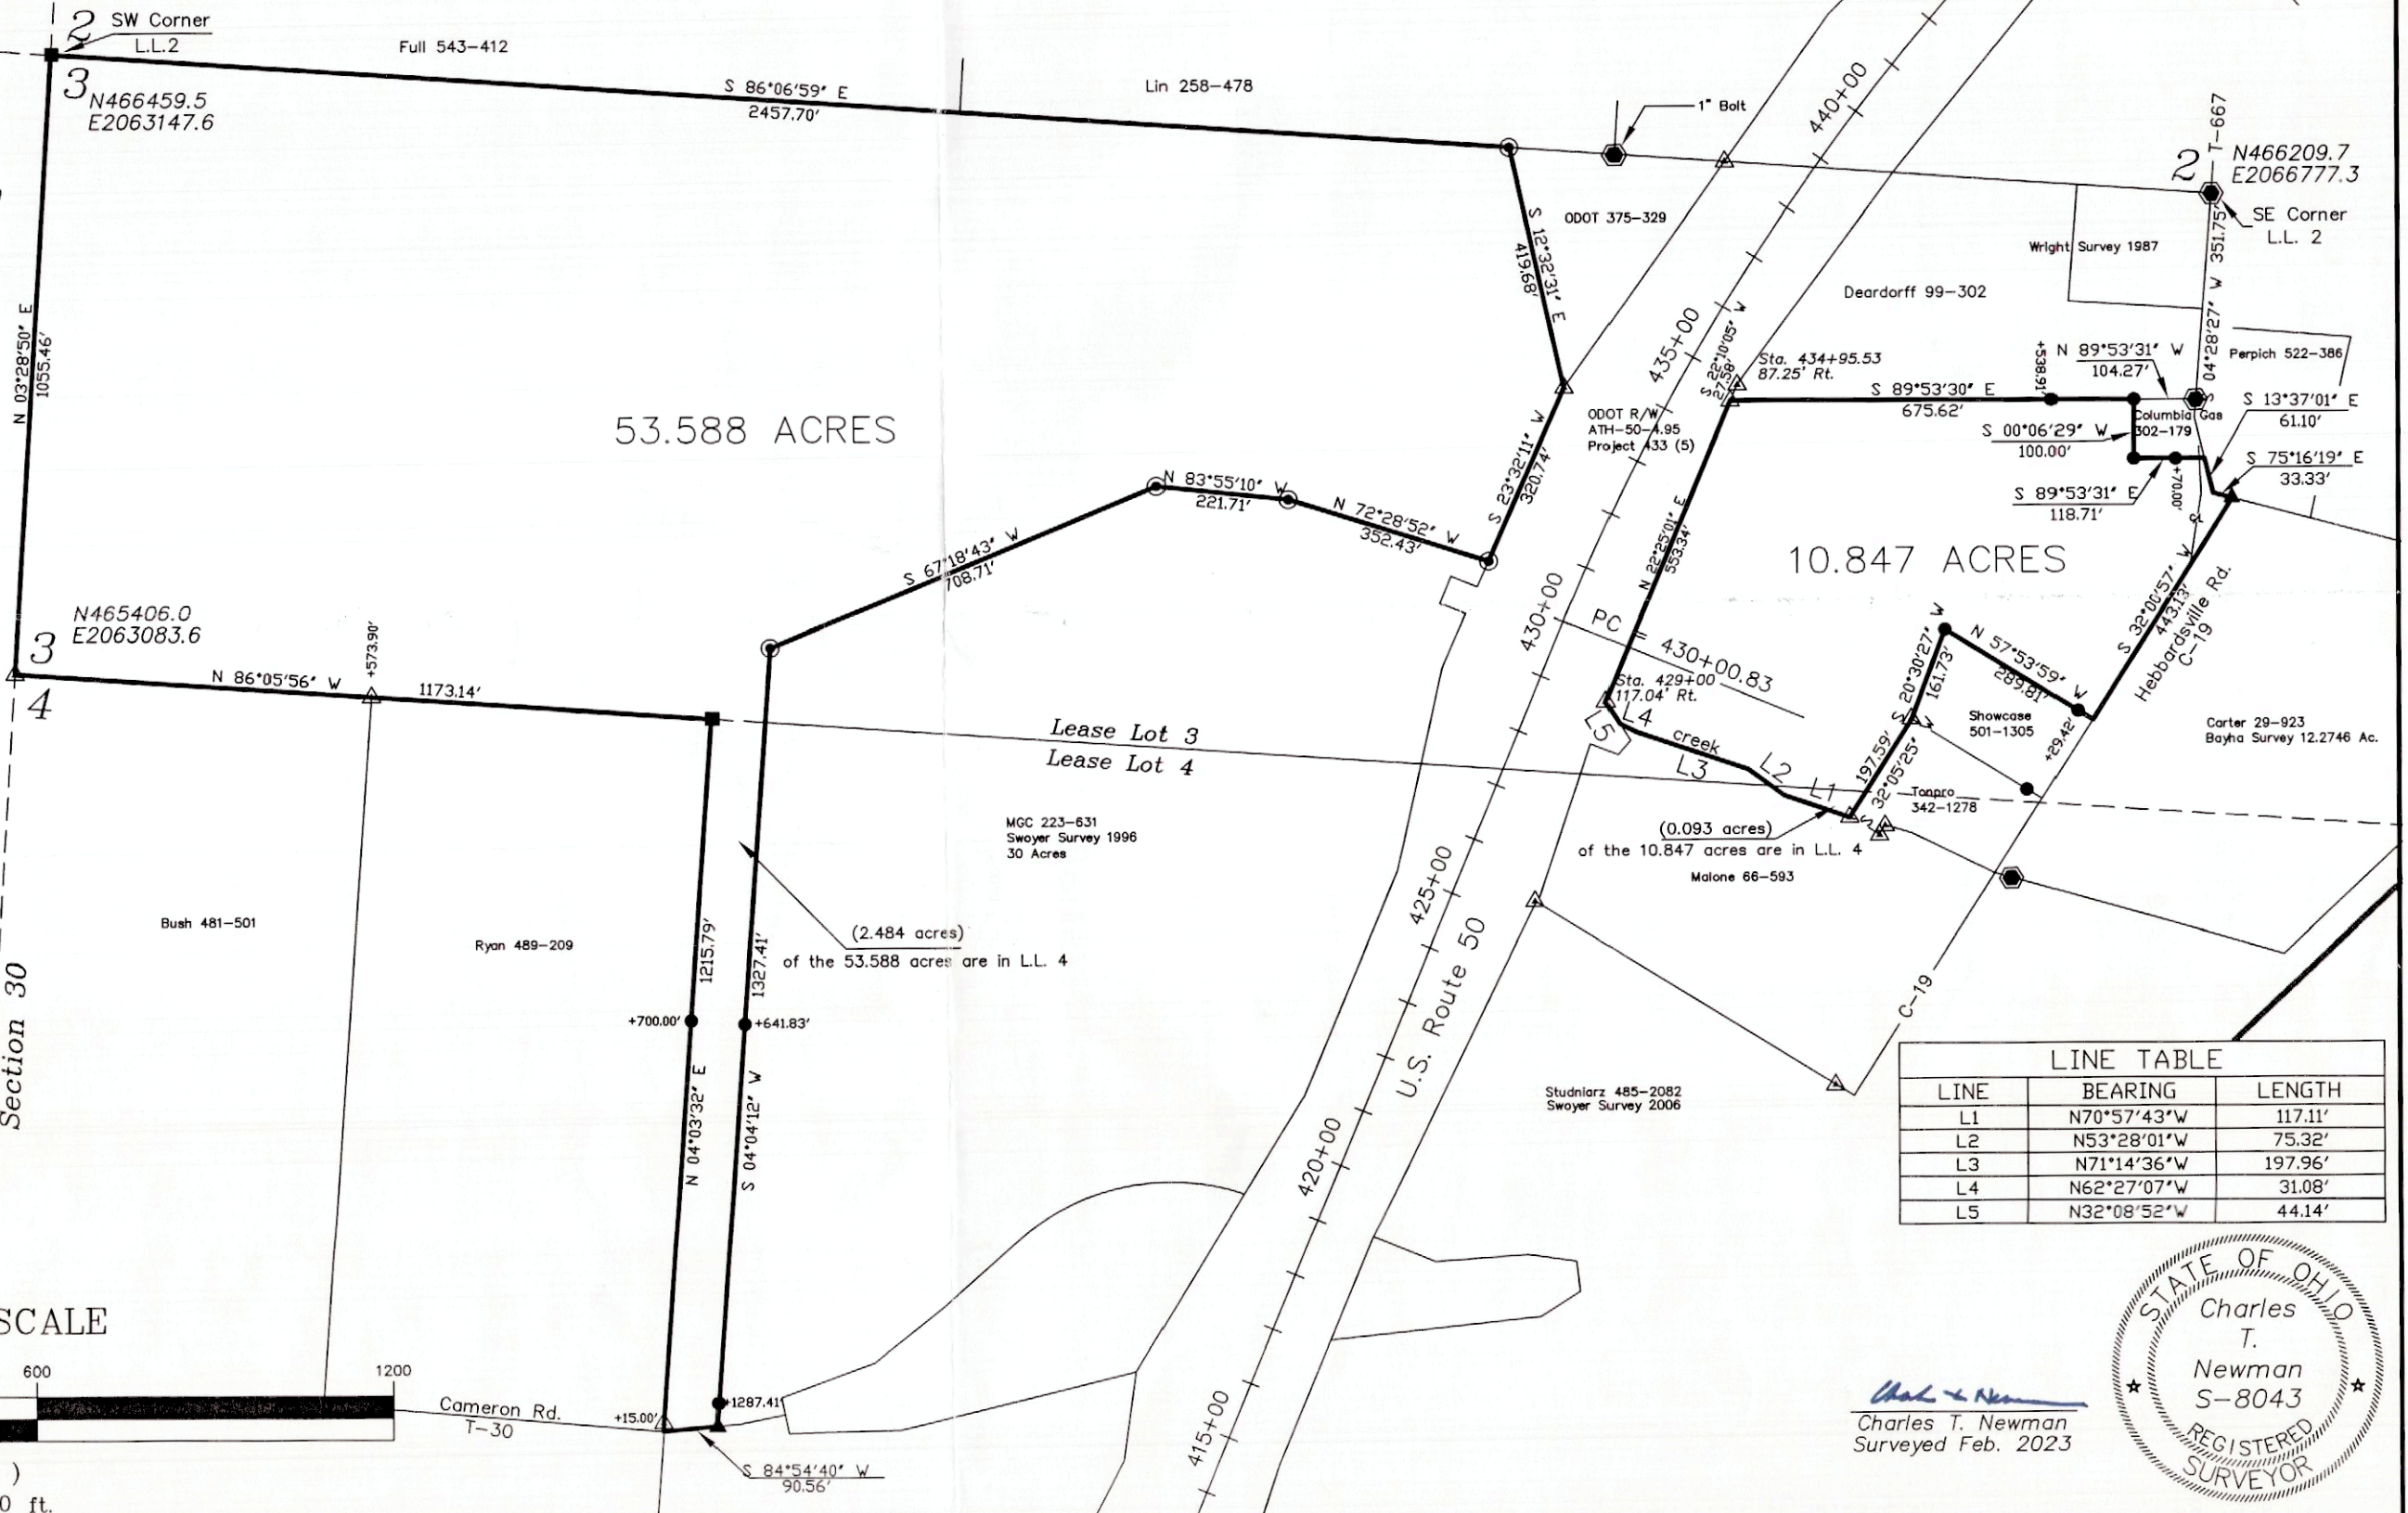 2
SW Corner
L.L.2
Full 543-412
3
N466459.5
E2063147.6
S 86°06'59" E
2457.70'
Lin 258-478
1" Bolt
440+00
T-667
2
N466209.7
E2066777.3
SE Corner
L.L. 2
ODOT 375-329
S 12°32'31" E
419.68'
Wright Survey 1987
S 04°28'27" W 351.75'
Deardorff 99-302
N 03°28'50" E
1055.46'
435+00
S 22°10'05" W
27.58'
Sta. 434+95.53
87.25' Rt.
+538.91'
N 89°53'31" W
104.27'
Perpich 522-386
S 89°53'30" E
675.62'
S 13°37'01" E
61.10'
Columbia Gas
302-179
S 00°06'29" W
100.00'
53.588 ACRES
ODOT R/W
ATH-50-4.95
Project 433 (5)
S 23°32'11" W
320.74'
S 75°16'19" E
33.33'
S 89°53'31" E
118.71'
+70.00'
N 83°55'10" W
221.71'
N 72°28'52" W
352.43'
S 67°18'43" W
708.71'
N 22°25'01" E
553.34'
10.847 ACRES
S 32°00'57" W
443.13'
Hebbardsville Rd.
C-19
430+00
PC = 430+00.83
N465406.0
E2063083.6
3
4
+573.90'
N 86°05'56" W
1173.14'
Sta. 429+00
117.04' Rt.
S 20°30'27" W
161.73'
N 57°53'59" W
289.81'
+29.42'
Showcase
501-1305
Carter 29-923
Bayha Survey 12.2746 Ac.
L5
L4
creek
L3
L2
L1
197.59'
S 32°05'25" W
Tonpro
342-1278
Lease Lot 3
Lease Lot 4
MGC 223-631
Swoyer Survey 1996
30 Acres
(0.093 acres)
of the 10.847 acres are in L.L. 4
Malone 66-593
425+00
Bush 481-501
Ryan 489-209
(2.484 acres)
of the 53.588 acres are in L.L. 4
1215.79'
1327.41'
Section 30
+700.00'
+641.83'
N 04°03'32" E
S 04°04'12" W
U.S. Route 50
C-19
Studniarz 485-2082
Swoyer Survey 2006
420+00
LINE TABLE
LINE BEARING LENGTH
L1 N70°57'43"W 117.11'
L2 N53°28'01"W 75.32'
L3 N71°14'36"W 197.96'
L4 N62°27'07"W 31.08'
L5 N32°08'52"W 44.14'
SCALE
600 1200
Cameron Rd.
T-30
+15.00'
+1287.41'
S 84°54'40" W
90.56'
)
0 ft.
415+00
Charles T. Newman
Surveyed Feb. 2023
STATE OF OHIO
Charles
T.
Newman
S-8043
REGISTERED
SURVEYOR